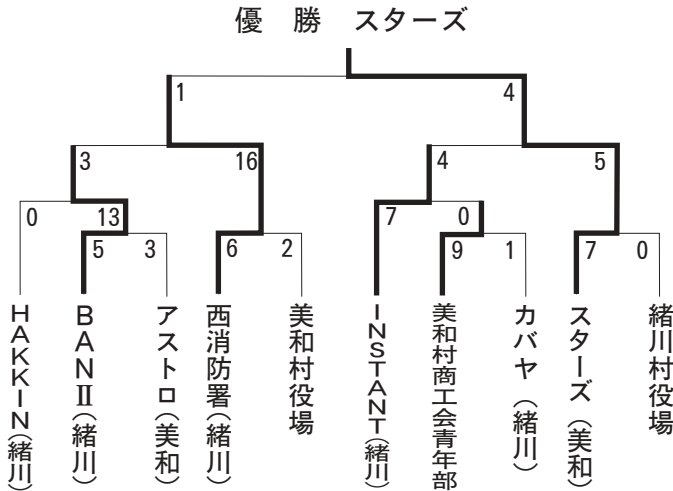 優 勝 スターズ
1 4
3 16 4 5
0 13 7 0
5 3 6 2 9 1 7 0
HAKKIN(緒川)
BANⅡ(緒川)
アストロ(美和)
西消防署(緒川)
美和村役場
INSTANT(緒川)
美和村商工会青年部
カバヤ(緒川)
スターズ(美和)
緒川村役場